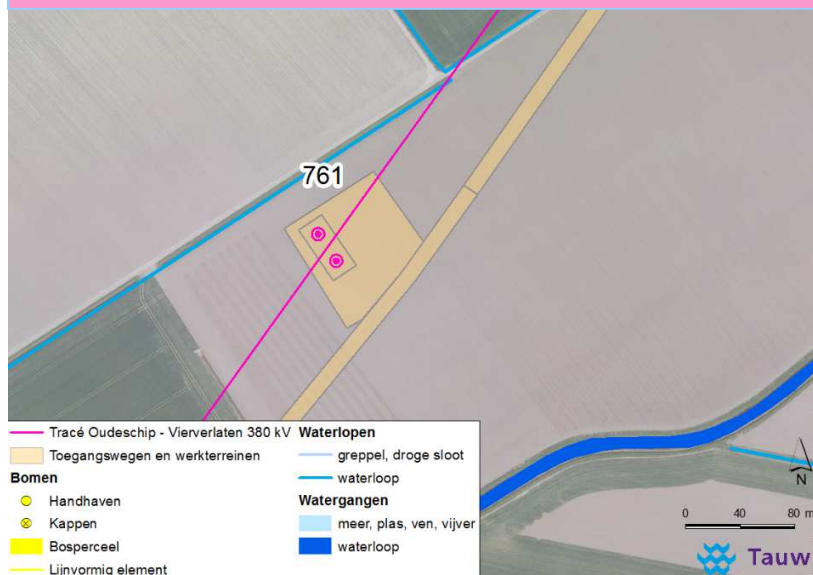 761
Tracé Oudeschip - Vierverlaten 380 kV
Toegangswegen en werkterreinen
Bomen
Handhaven
Kappen
Bosperceel
Lijnvormig element
Waterlopen
greppel, droge sloot
waterloop
Watergangen
meer, plas, ven, vijver
waterloop
N
0 40 80 m
Tauw